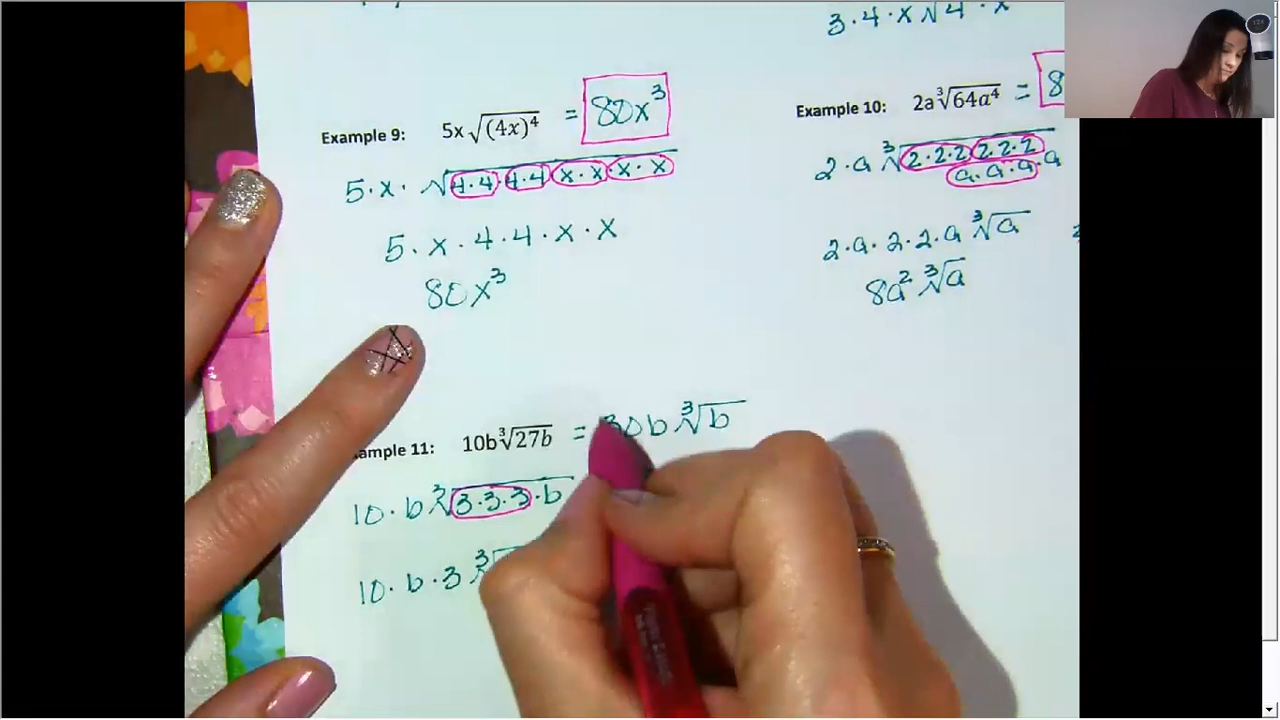 3·4·x√4·x
Example 9: 5x√(4x)⁴ = 80x³
5·x·√4·4·4·4·x·x·x·x
5·x·4·4·x·x
80x³
Example 10: 2a∛64a⁴ = 8
2·a ∛2·2·2·2·2·2
a·a·a·a
2·a·2·2·a ∛a
8a² ∛a
ample 11: 10b∛27b = 30b ∛b
10·b ∛3·3·3·b
10·b·3 ∛